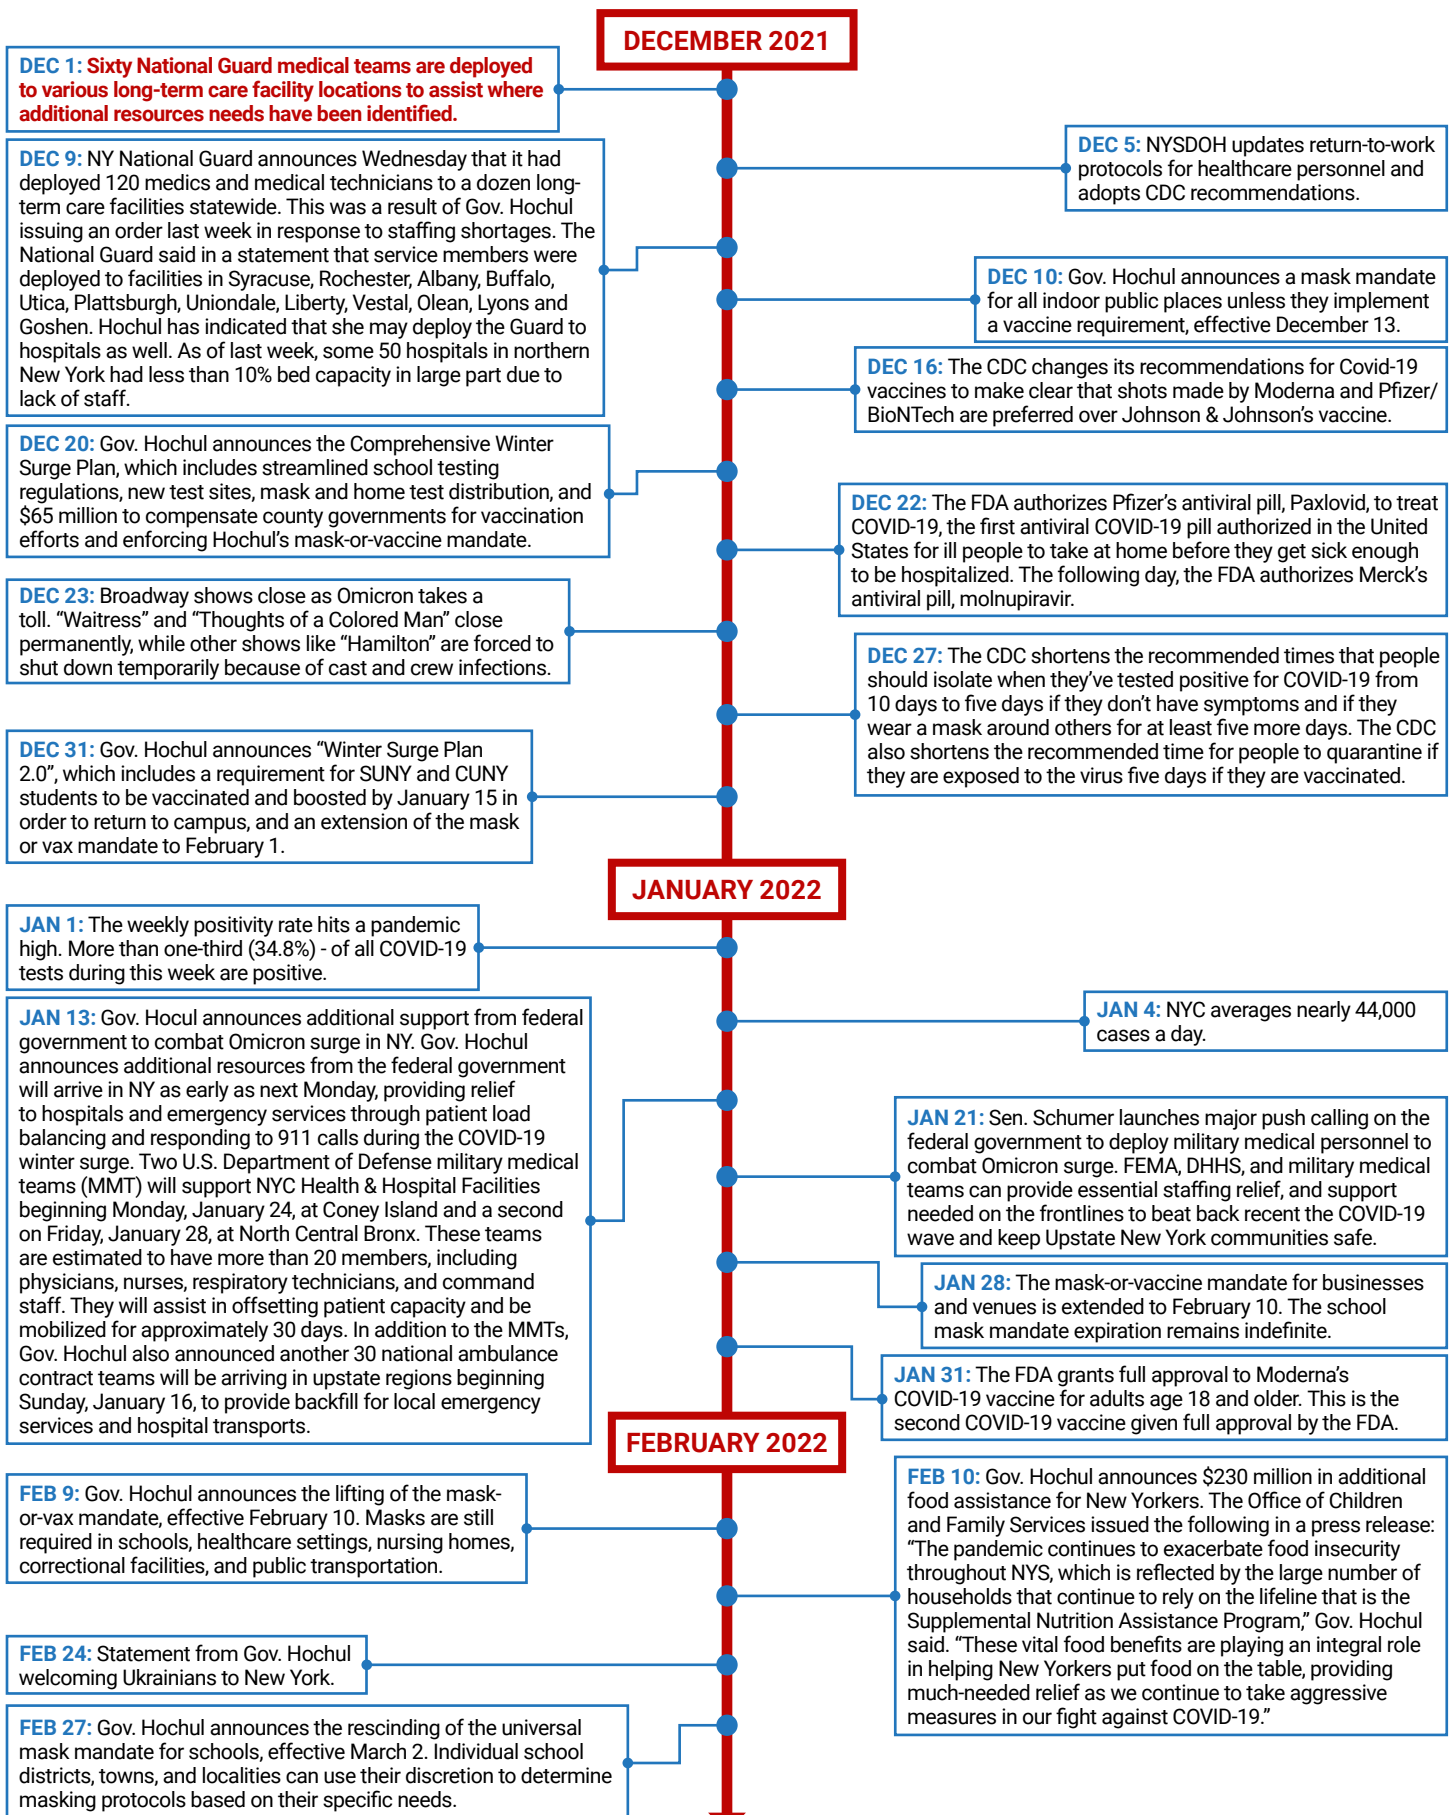 DECEMBER 2021
DEC 1: Sixty National Guard medical teams are deployed
to various long-term care facility locations to assist where
additional resources needs have been identified.
DEC 5: NYSDOH updates return-to-work
protocols for healthcare personnel and
adopts CDC recommendations.
DEC 9: NY National Guard announces Wednesday that it had
deployed 120 medics and medical technicians to a dozen long-
term care facilities statewide. This was a result of Gov. Hochul
issuing an order last week in response to staffing shortages. The
National Guard said in a statement that service members were
deployed to facilities in Syracuse, Rochester, Albany, Buffalo,
Utica, Plattsburgh, Uniondale, Liberty, Vestal, Olean, Lyons and
Goshen. Hochul has indicated that she may deploy the Guard to
hospitals as well. As of last week, some 50 hospitals in northern
New York had less than 10% bed capacity in large part due to
lack of staff.
DEC 10: Gov. Hochul announces a mask mandate
for all indoor public places unless they implement
a vaccine requirement, effective December 13.
DEC 16: The CDC changes its recommendations for Covid-19
vaccines to make clear that shots made by Moderna and Pfizer/
BioNTech are preferred over Johnson & Johnson's vaccine.
DEC 20: Gov. Hochul announces the Comprehensive Winter
Surge Plan, which includes streamlined school testing
regulations, new test sites, mask and home test distribution, and
$65 million to compensate county governments for vaccination
efforts and enforcing Hochul's mask-or-vaccine mandate.
DEC 22: The FDA authorizes Pfizer's antiviral pill, Paxlovid, to treat
COVID-19, the first antiviral COVID-19 pill authorized in the United
States for ill people to take at home before they get sick enough
to be hospitalized. The following day, the FDA authorizes Merck's
antiviral pill, molnupiravir.
DEC 23: Broadway shows close as Omicron takes a
toll. “Waitress” and “Thoughts of a Colored Man” close
permanently, while other shows like “Hamilton” are forced to
shut down temporarily because of cast and crew infections.
DEC 27: The CDC shortens the recommended times that people
should isolate when they've tested positive for COVID-19 from
10 days to five days if they don't have symptoms and if they
wear a mask around others for at least five more days. The CDC
also shortens the recommended time for people to quarantine if
they are exposed to the virus five days if they are vaccinated.
DEC 31: Gov. Hochul announces “Winter Surge Plan
2.0”, which includes a requirement for SUNY and CUNY
students to be vaccinated and boosted by January 15 in
order to return to campus, and an extension of the mask
or vax mandate to February 1.
JANUARY 2022
JAN 1: The weekly positivity rate hits a pandemic
high. More than one-third (34.8%) - of all COVID-19
tests during this week are positive.
JAN 4: NYC averages nearly 44,000
cases a day.
JAN 13: Gov. Hocul announces additional support from federal
government to combat Omicron surge in NY. Gov. Hochul
announces additional resources from the federal government
will arrive in NY as early as next Monday, providing relief
to hospitals and emergency services through patient load
balancing and responding to 911 calls during the COVID-19
winter surge. Two U.S. Department of Defense military medical
teams (MMT) will support NYC Health & Hospital Facilities
beginning Monday, January 24, at Coney Island and a second
on Friday, January 28, at North Central Bronx. These teams
are estimated to have more than 20 members, including
physicians, nurses, respiratory technicians, and command
staff. They will assist in offsetting patient capacity and be
mobilized for approximately 30 days. In addition to the MMTs,
Gov. Hochul also announced another 30 national ambulance
contract teams will be arriving in upstate regions beginning
Sunday, January 16, to provide backfill for local emergency
services and hospital transports.
JAN 21: Sen. Schumer launches major push calling on the
federal government to deploy military medical personnel to
combat Omicron surge. FEMA, DHHS, and military medical
teams can provide essential staffing relief, and support
needed on the frontlines to beat back recent the COVID-19
wave and keep Upstate New York communities safe.
JAN 28: The mask-or-vaccine mandate for businesses
and venues is extended to February 10. The school
mask mandate expiration remains indefinite.
JAN 31: The FDA grants full approval to Moderna's
COVID-19 vaccine for adults age 18 and older. This is the
second COVID-19 vaccine given full approval by the FDA.
FEBRUARY 2022
FEB 9: Gov. Hochul announces the lifting of the mask-
or-vax mandate, effective February 10. Masks are still
required in schools, healthcare settings, nursing homes,
correctional facilities, and public transportation.
FEB 10: Gov. Hochul announces $230 million in additional
food assistance for New Yorkers. The Office of Children
and Family Services issued the following in a press release:
“The pandemic continues to exacerbate food insecurity
throughout NYS, which is reflected by the large number of
households that continue to rely on the lifeline that is the
Supplemental Nutrition Assistance Program,” Gov. Hochul
said. “These vital food benefits are playing an integral role
in helping New Yorkers put food on the table, providing
much-needed relief as we continue to take aggressive
measures in our fight against COVID-19.”
FEB 24: Statement from Gov. Hochul
welcoming Ukrainians to New York.
FEB 27: Gov. Hochul announces the rescinding of the universal
mask mandate for schools, effective March 2. Individual school
districts, towns, and localities can use their discretion to determine
masking protocols based on their specific needs.